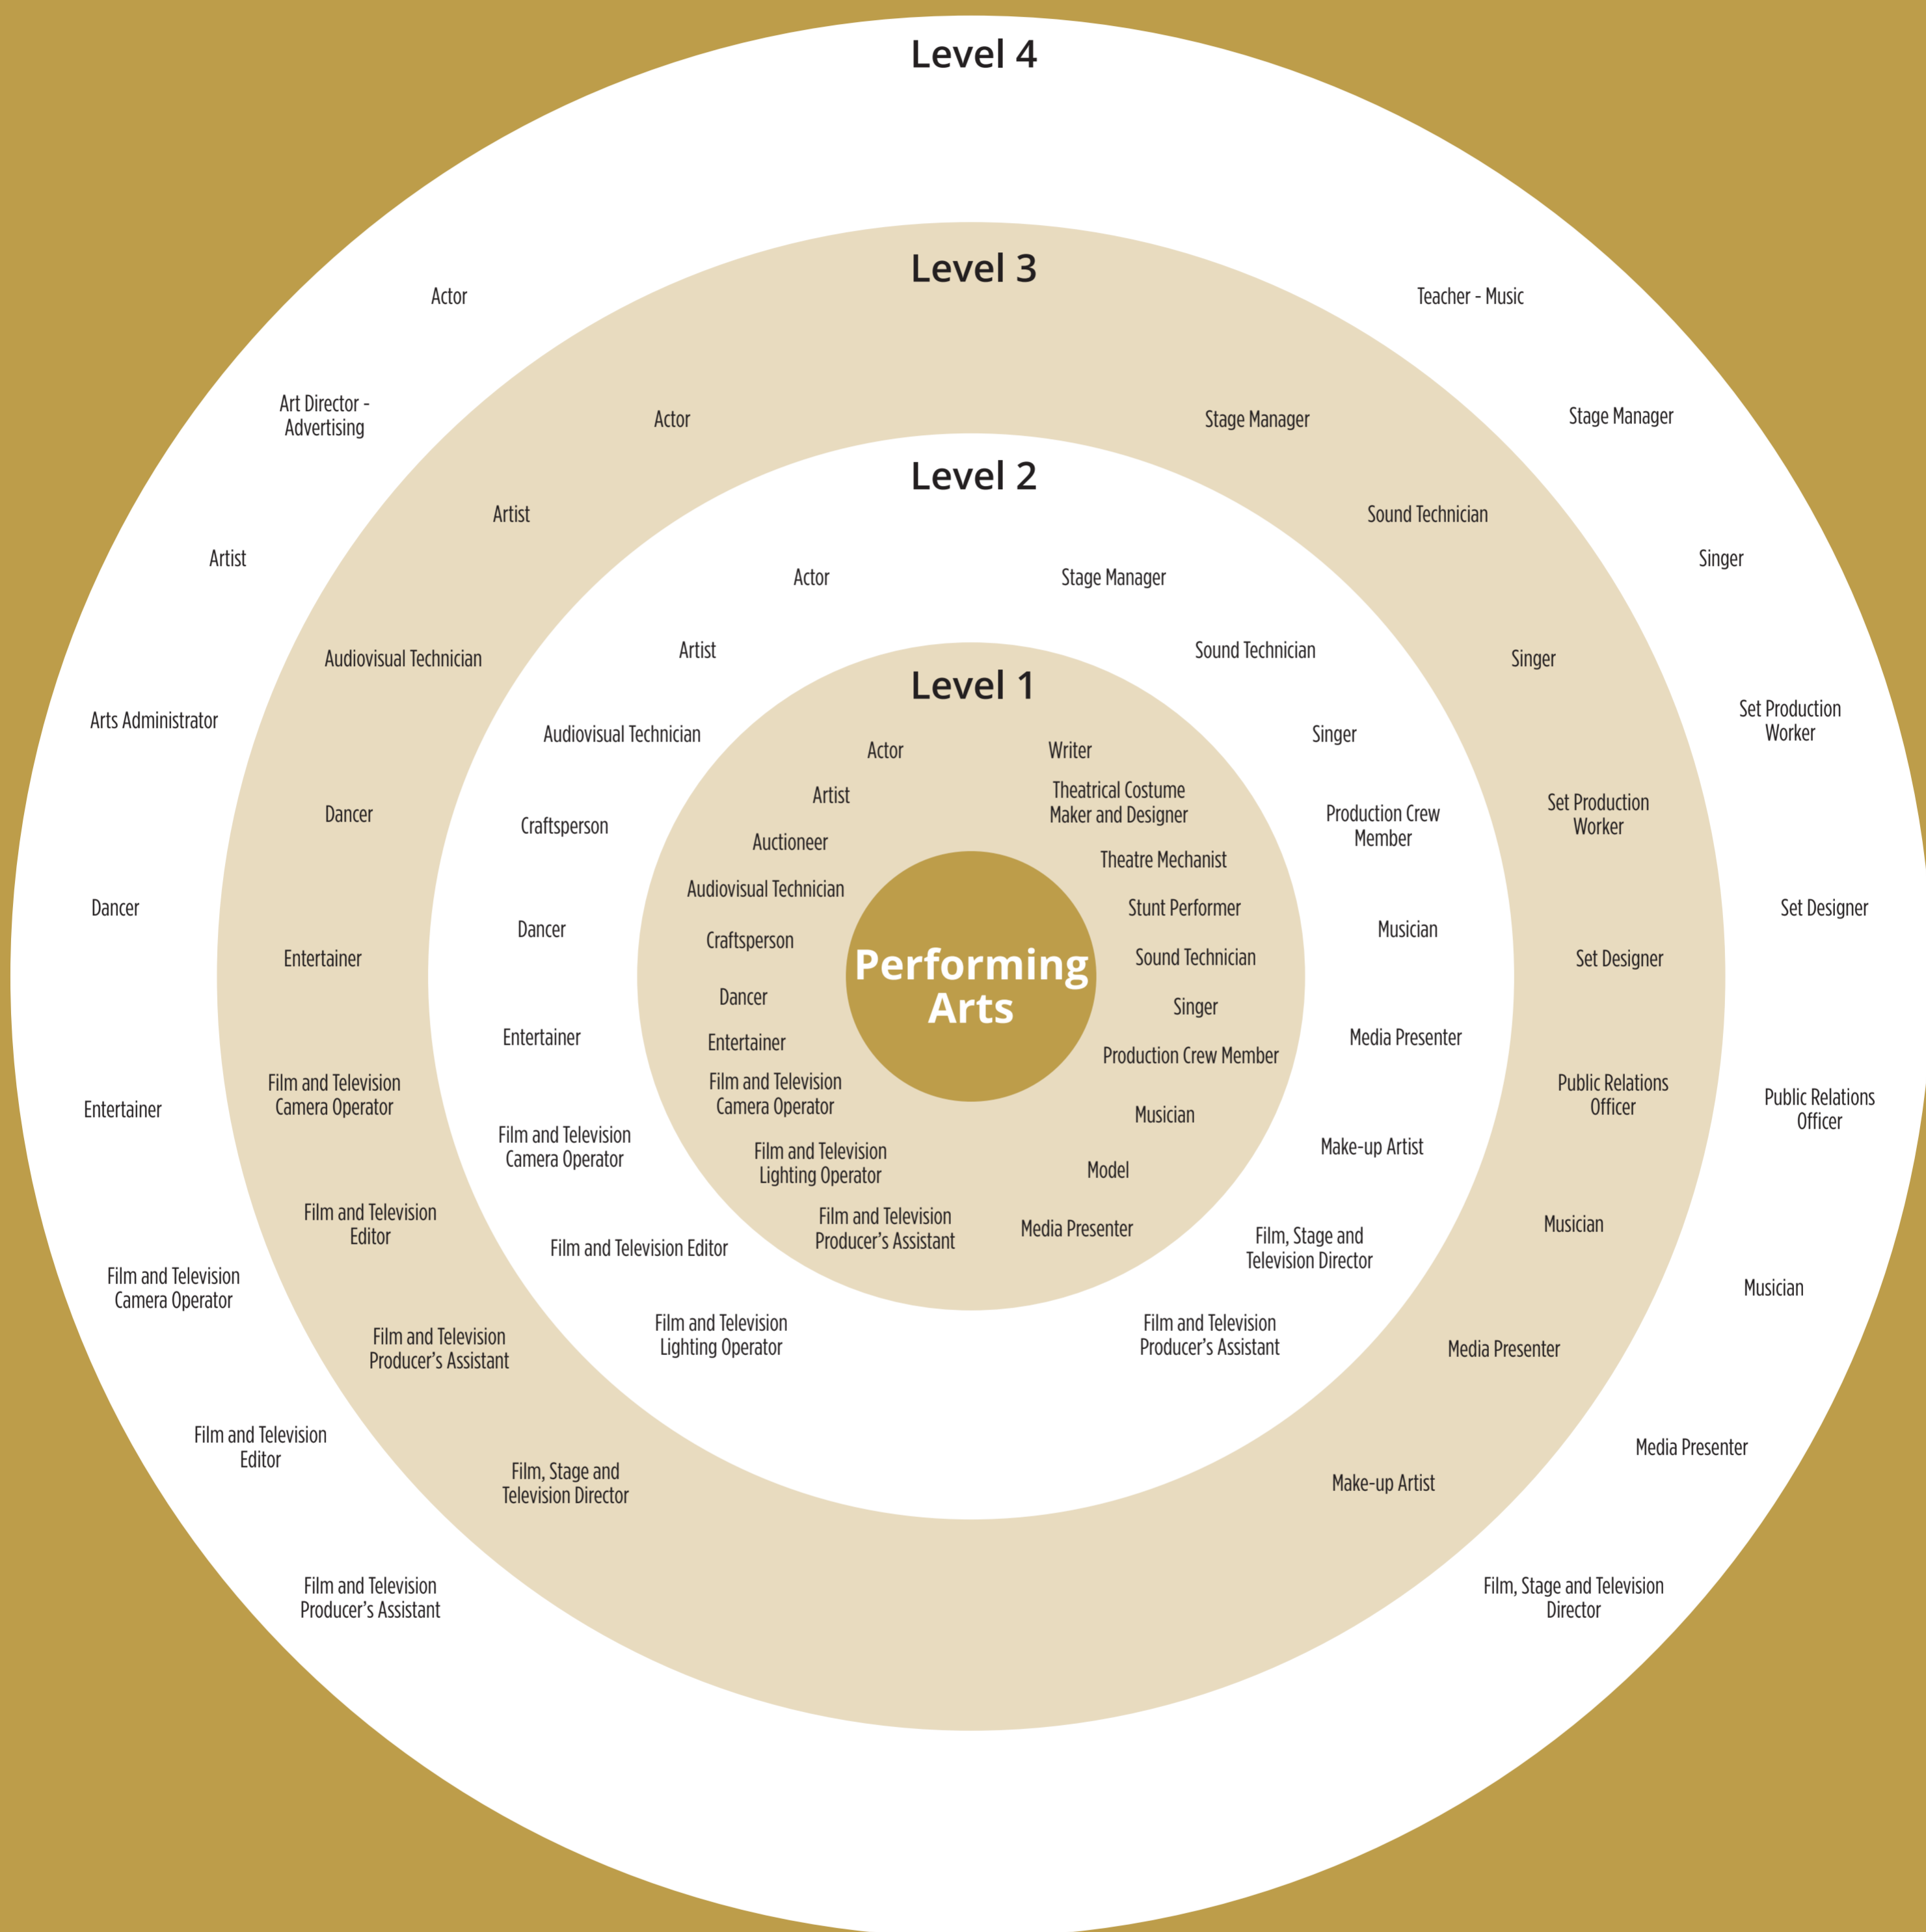 Level 4
Actor
Art Director -
Advertising
Artist
Arts Administrator
Dancer
Entertainer
Film and Television
Camera Operator
Film and Television
Editor
Film and Television
Producer’s Assistant
Teacher - Music
Stage Manager
Singer
Set Production
Worker
Set Designer
Public Relations
Officer
Musician
Media Presenter
Film, Stage and Television
Director
Level 3
Actor
Artist
Audiovisual Technician
Dancer
Entertainer
Film and Television
Camera Operator
Film and Television
Editor
Film and Television
Producer’s Assistant
Film, Stage and
Television Director
Stage Manager
Sound Technician
Singer
Set Production
Worker
Set Designer
Public Relations
Officer
Musician
Media Presenter
Make-up Artist
Level 2
Actor
Artist
Audiovisual Technician
Craftsperson
Dancer
Entertainer
Film and Television
Camera Operator
Film and Television Editor
Film and Television
Lighting Operator
Stage Manager
Sound Technician
Singer
Production Crew
Member
Musician
Media Presenter
Make-up Artist
Film, Stage and
Television Director
Film and Television
Producer’s Assistant
Level 1
Actor
Artist
Auctioneer
Audiovisual Technician
Craftsperson
Dancer
Entertainer
Film and Television
Camera Operator
Film and Television
Lighting Operator
Film and Television
Producer’s Assistant
Writer
Theatrical Costume
Maker and Designer
Theatre Mechanist
Stunt Performer
Sound Technician
Singer
Production Crew Member
Musician
Model
Media Presenter
Performing
Arts